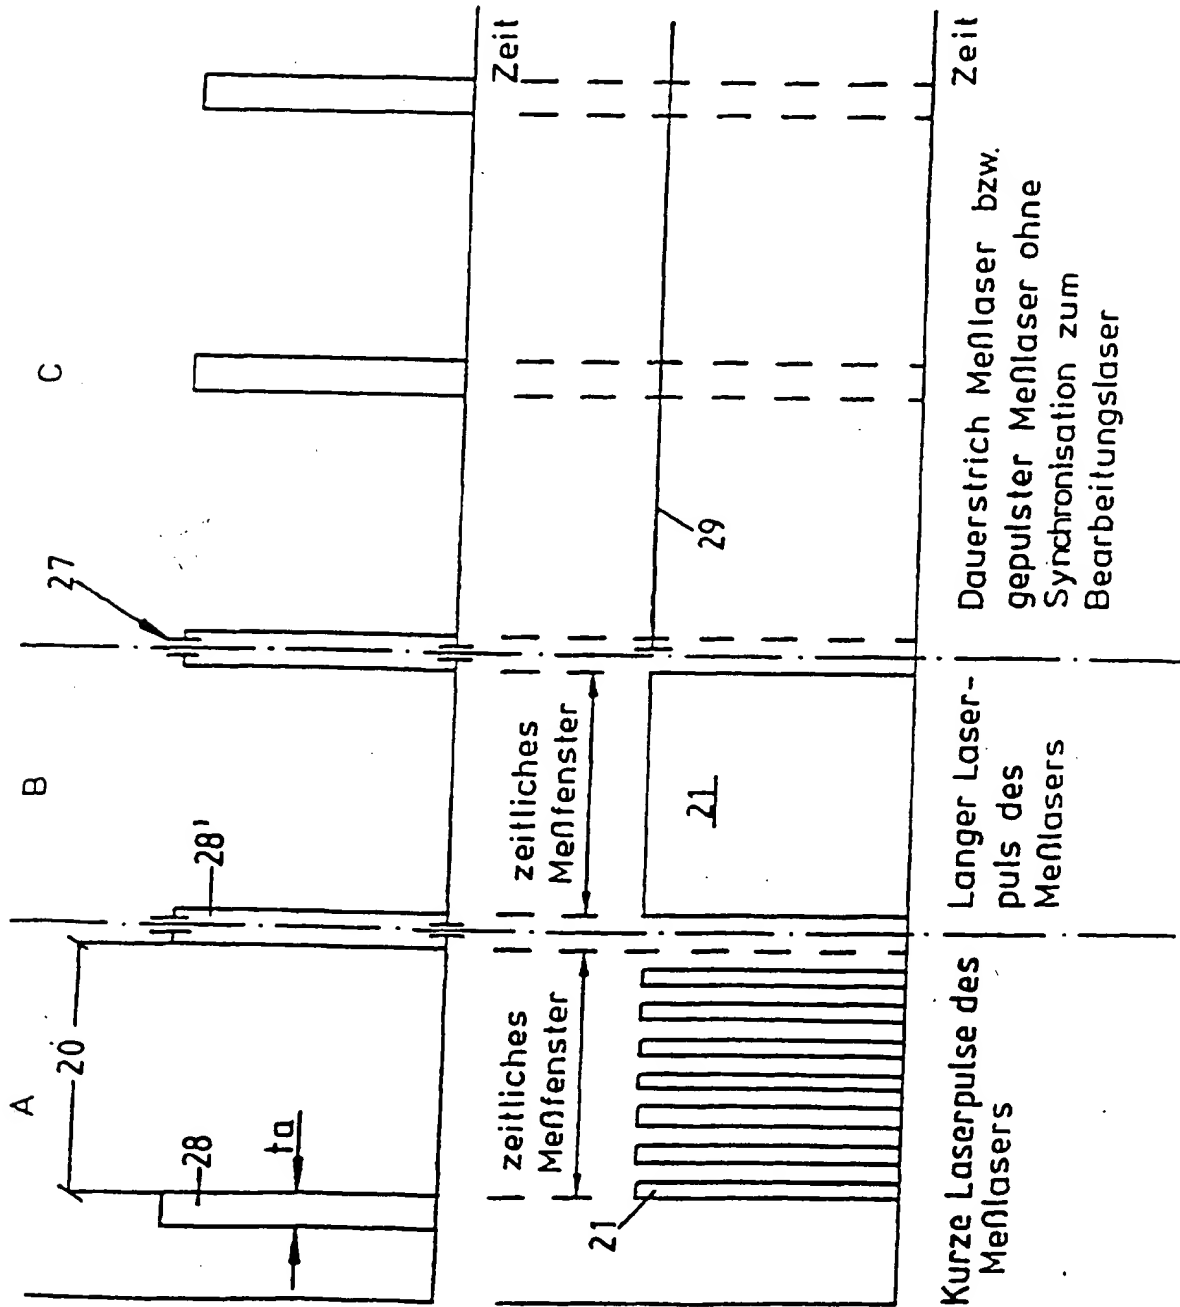 A
B
C
20
27
28
28'
ta
Zeit
zeitliches
Meßfenster
zeitliches
Meßfenster
21
21
29
Zeit
Kurze Laserpulse des
Meßlasers
Langer Laser-
puls des
Meßlasers
Dauerstrich Meßlaser bzw.
gepulster Meßlaser ohne
Synchronisation zum
Bearbeitungslaser